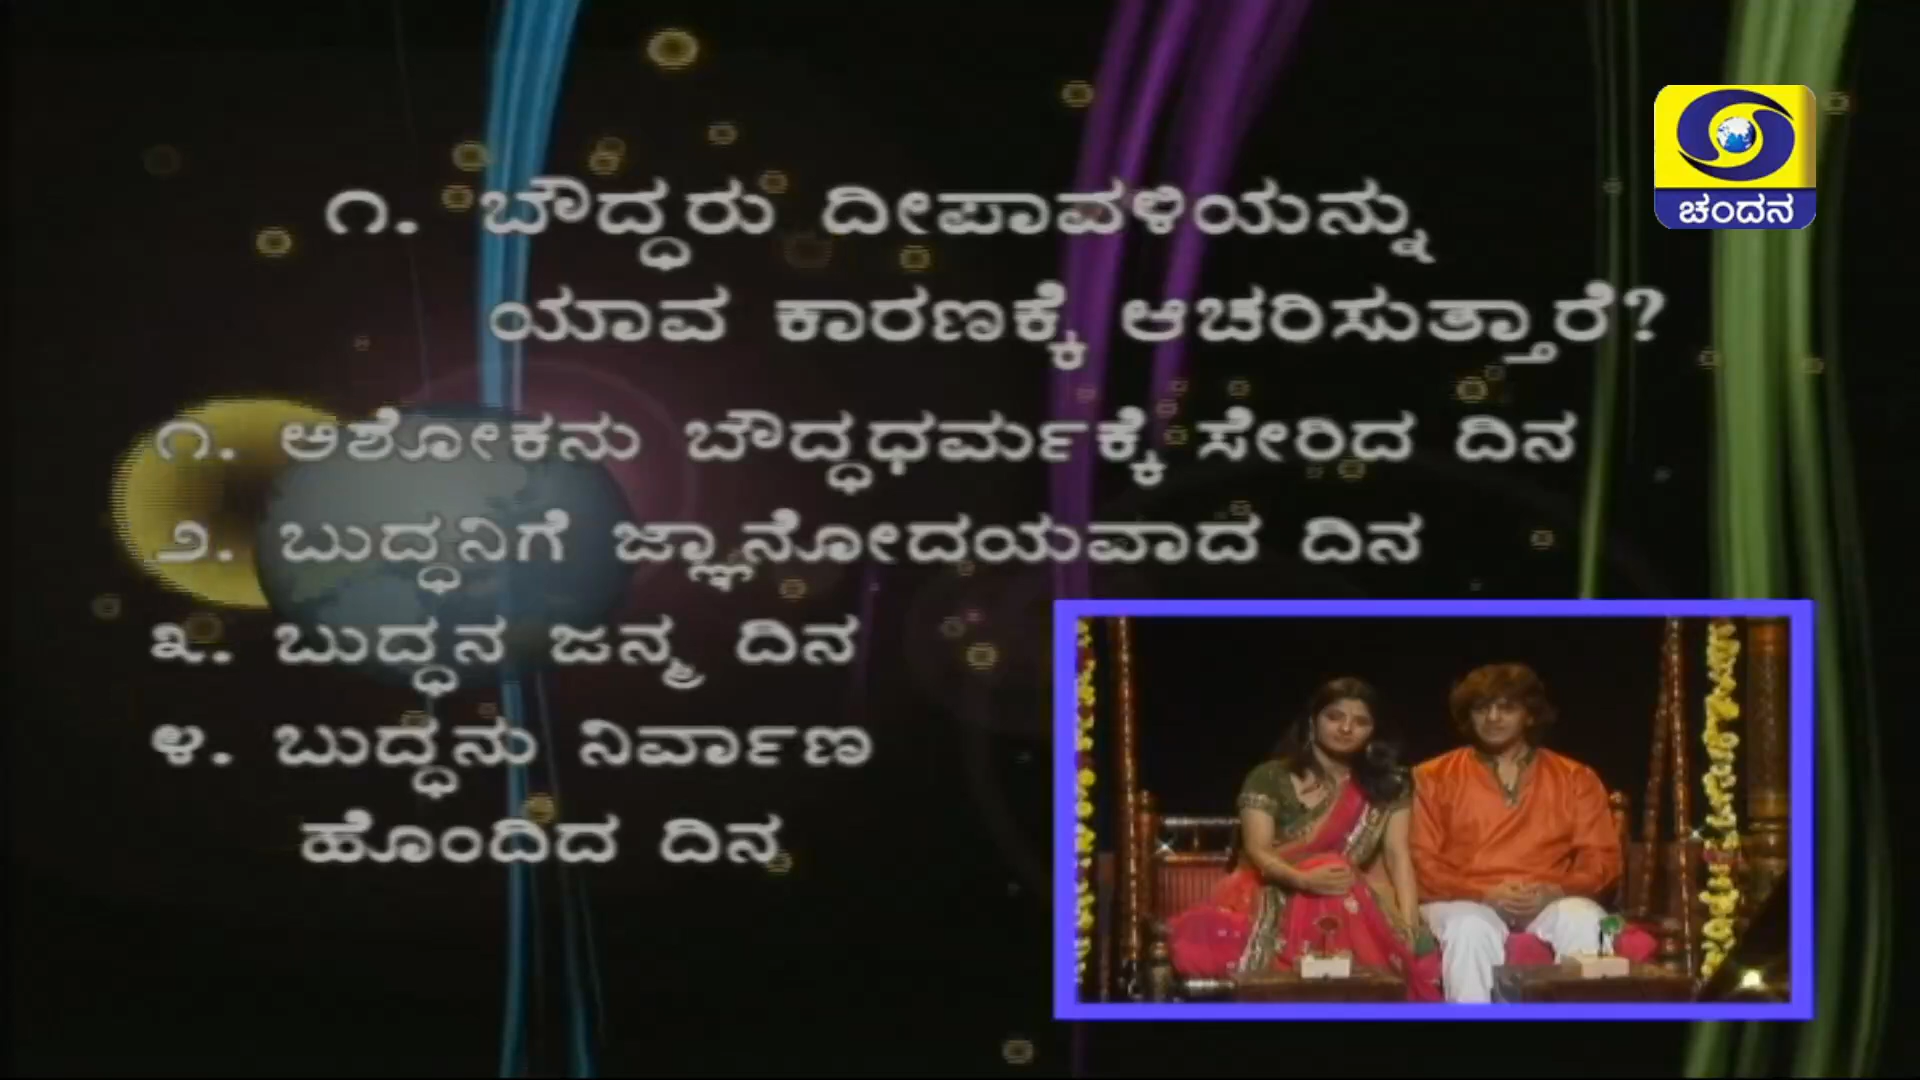 ಚಂದನ
೧. ಬೌದ್ಧರು ದೀಪಾವಳಿಯನ್ನು
ಯಾವ ಕಾರಣಕ್ಕೆ ಆಚರಿಸುತ್ತಾರೆ?
೧. ಅಶೋಕನು ಬೌದ್ಧಧರ್ಮಕ್ಕೆ ಸೇರಿದ ದಿನ
೨. ಬುದ್ಧನಿಗೆ ಜ್ಞಾನೋದಯವಾದ ದಿನ
೩. ಬುದ್ಧನ ಜನ್ಮ ದಿನ
೪. ಬುದ್ಧನು ನಿರ್ವಾಣ
ಹೊಂದಿದ ದಿನ